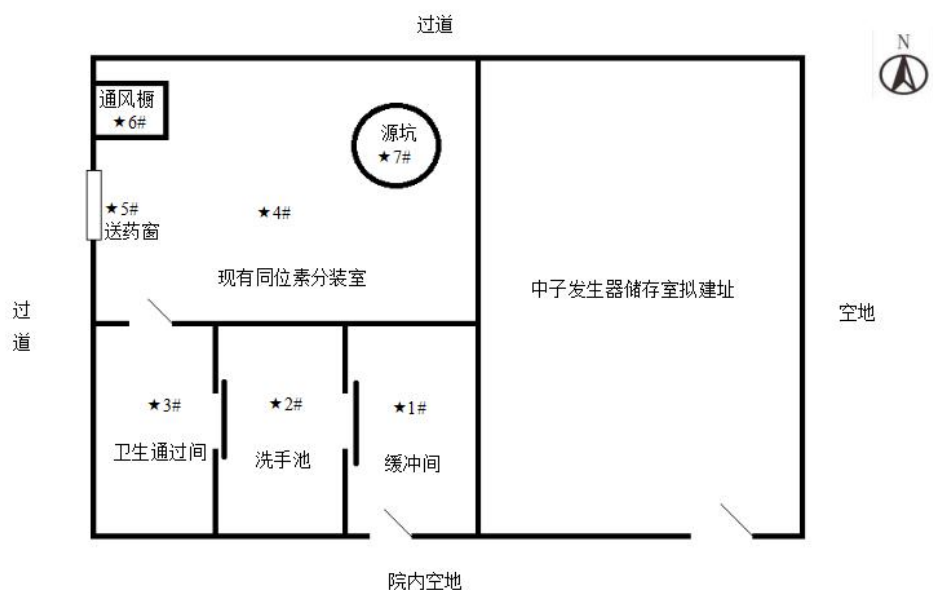 过道
N
通风橱
★6#
源坑
★7#
★5#
送药窗
★4#
现有同位素分装室
中子发生器储存室拟建址
过
道
空地
★3#
卫生通过间
★2#
洗手池
★1#
缓冲间
院内空地